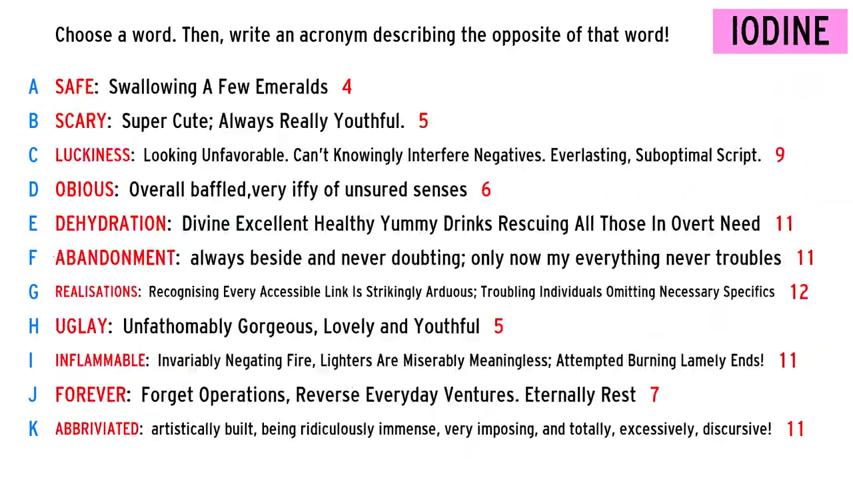 Choose a word. Then, write an acronym describing the opposite of that word!
IODINE
A SAFE: Swallowing A Few Emeralds 4
B SCARY: Super Cute; Always Really Youthful. 5
C LUCKINESS: Looking Unfavorable. Can't Knowingly Interfere Negatives. Everlasting, Suboptimal Script. 9
D OBIOUS: Overall baffled,very iffy of unsured senses 6
E DEHYDRATION: Divine Excellent Healthy Yummy Drinks Rescuing All Those In Overt Need 11
F ABANDONMENT: always beside and never doubting; only now my everything never troubles 11
G REALISATIONS: Recognising Every Accessible Link Is Strikingly Arduous; Troubling Individuals Omitting Necessary Specifics 12
H UGLAY: Unfathomably Gorgeous, Lovely and Youthful 5
I INFLAMMABLE: Invariably Negating Fire, Lighters Are Miserably Meaningless; Attempted Burning Lamely Ends! 11
J FOREVER: Forget Operations, Reverse Everyday Ventures. Eternally Rest 7
K ABBRIVIATED: artistically built, being ridiculously immense, very imposing, and totally, excessively, discursive! 11